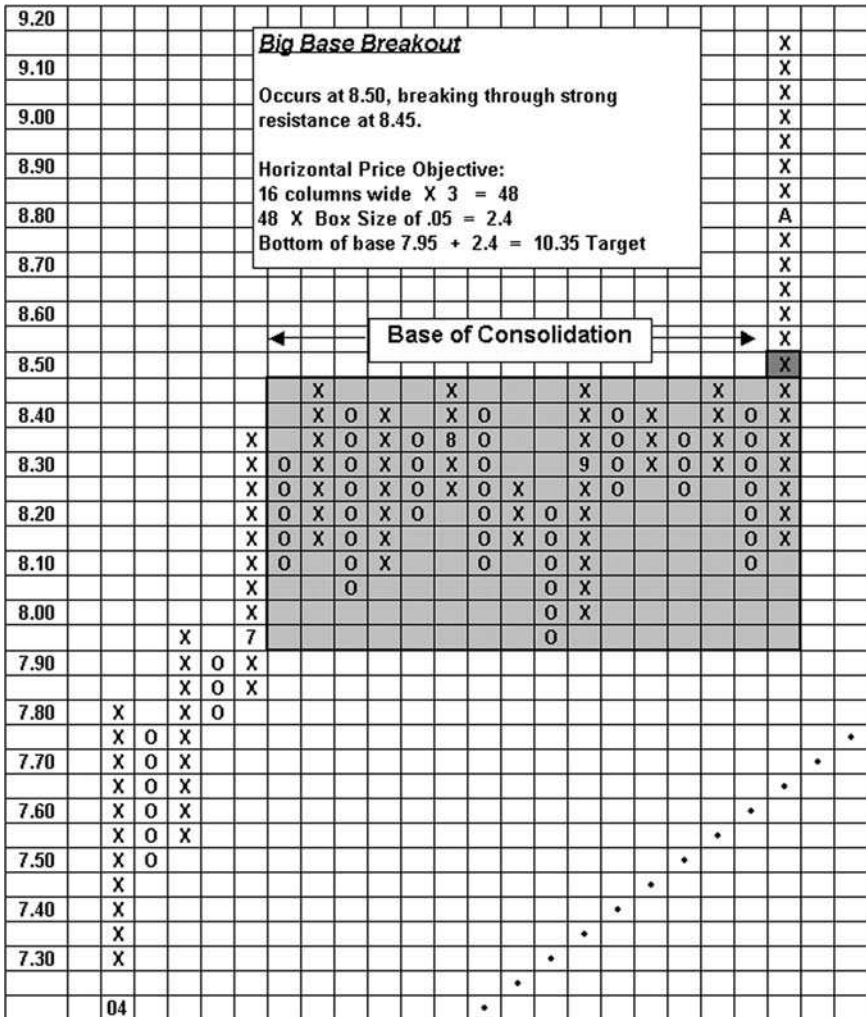 9.20
Big Base Breakout
X
9.10 X
Occurs at 8.50, breaking through strong
X
9.00 X
resistance at 8.45.
X
8.90 X
Horizontal Price Objective:
16 columns wide X 3 = 48
X
8.80 A
48 X Box Size of .05 = 2.4
Bottom of base 7.95 + 2.4 = 10.35 Target
X
8.70 X
X
8.60 X
Base of Consolidation X
8.50 X
X X X X X
8.40 X O X X O X O X X O X
X X O X O 8 O X O X O X O X
8.30 X O X O X O X O 9 O X O X O X
X O X O X O X O X X O O O X
8.20 X O X O X O O X O X O X
X O X O X O X O X O X
8.10 X O O X O O X O
X O O X
8.00 X O X
X 7 O
7.90 X O X
X O X
7.80 X X O
X O X
7.70 X O X
X O X
7.60 X O X
X O X
7.50 X O
X
7.40 X
X
7.30 X
04